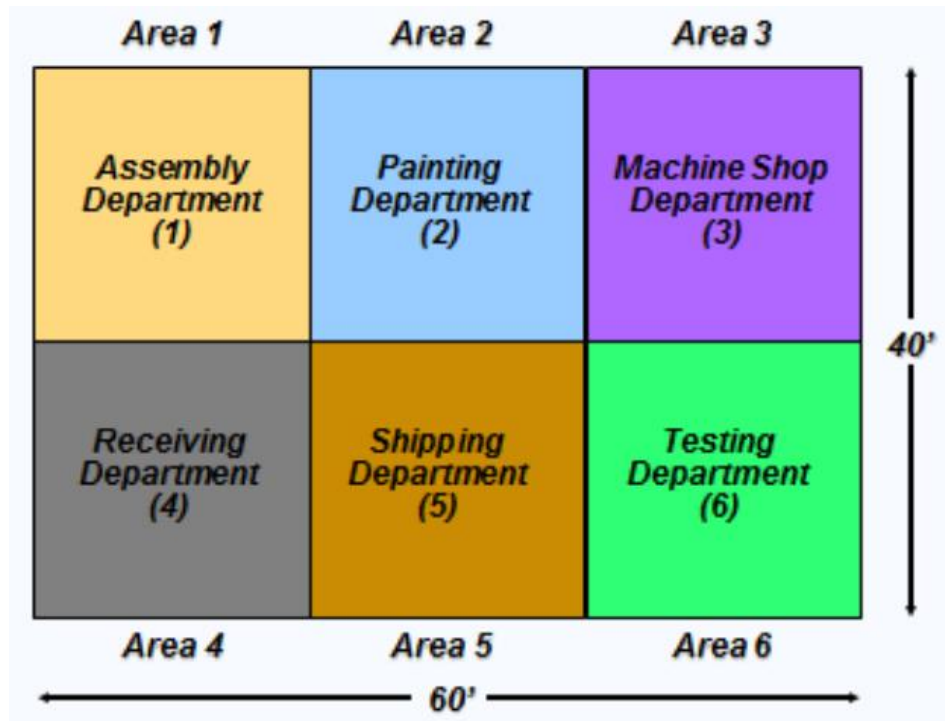 Area 1 Area 2 Area 3
Assembly Department (1)
Painting Department (2)
Machine Shop Department (3)
40’
Receiving Department (4)
Shipping Department (5)
Testing Department (6)
Area 4 Area 5 Area 6
60’